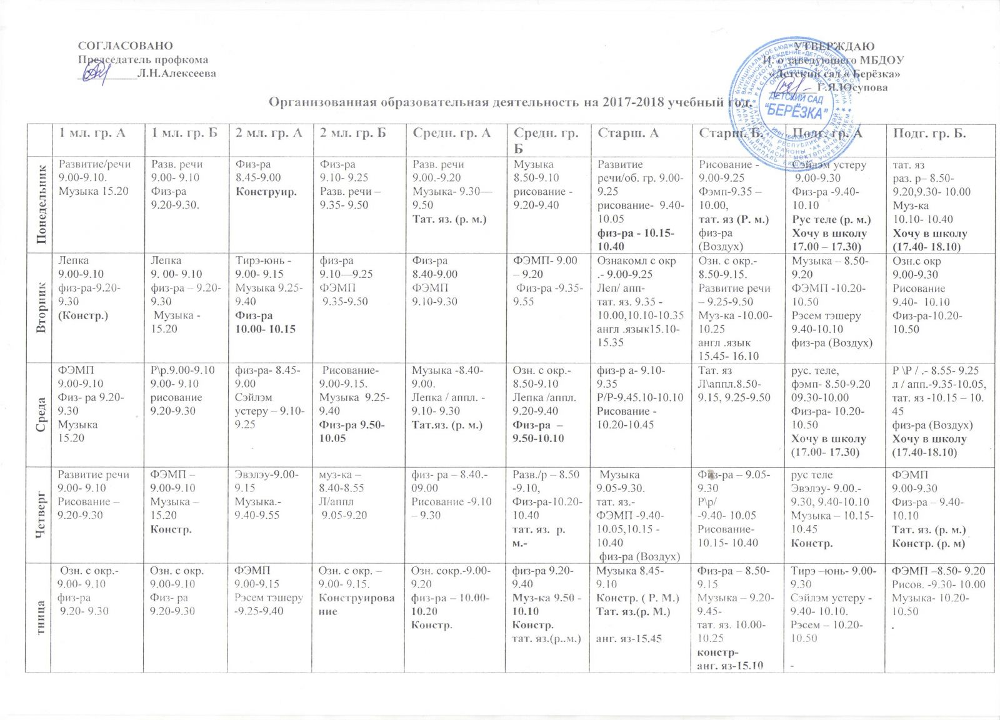 СОГЛАСОВАНО
Председатель профкома
__________Л.Н.Алексеева
УТВЕРЖДАЮ
И. о заведующего МБДОУ
«Детский сад « Берёзка»
Г.Я.Юсупова
ДЕТСКИЙ САД
"БЕРЁЗКА"
Организованная образовательная деятельность на 2017-2018 учебный год.
1 мл. гр. А
1 мл. гр. Б
2 мл. гр. А
2 мл. гр. Б
Средн. гр. А
Средн. гр.
Б
Старш. А
Старш. Б.
Подг. гр. А
Подг. гр. Б.
Понедельник
Развитие/речи
9.00-9.10.
Музыка 15.20
Разв. речи
9.00- 9.10
Физ-ра
9.20-9.30.
Физ-ра
8.45-9.00
Конструир.
Физ-ра
9.10- 9.25
Разв. речи –
9.35- 9.50
Разв. речи
9.00.-9.20
Музыка- 9.30—
9.50
Тат. яз. (р. м.)
Музыка
8.50-9.10
рисование -
9.20-9.40
Развитие
речи/об. гр. 9.00-
9.25
рисование- 9.40-
10.05
физ-ра - 10.15-
10.40
Рисование -
9.00-9.25
Фэмп-9.35 –
10.00,
тат. яз (Р. м.)
физ-ра
(Воздух)
Сэйлэм устеру
9.00-9.30
Физ-ра -9.40-
10.10
Рус теле (р. м.)
Хочу в школу
17.00 – 17.30)
тат. яз
раз. р– 8.50-
9.20,9.30- 10.00
Муз-ка
10.10- 10.40
Хочу в школу
(17.40- 18.10)
Вторник
Лепка
9.00-9.10
физ-ра-9.20-
9.30
(Констр.)
Лепка
9. 00- 9.10
физ-ра – 9.20-
9.30
Музыка -
15.20
Тирэ-юнь -
9.00- 9.15
Музыка 9.25-
9.40
Физ-ра
10.00- 10.15
физ-ра
9.10—9.25
ФЭМП
9.35-9.50
Физ-ра
8.40-9.00
ФЭМП
9.10-9.30
ФЭМП- 9.00
– 9.20
Физ-ра -9.35-
9.55
Ознакомл с окр
.- 9.00-9.25
Леп/ апп-
тат. яз. 9.35 -
10.00,10.10-10.35
англ .язык15.10-
15.35
Озн. с окр.-
8.50-9.15.
Развитие речи
– 9.25-9.50
Муз-ка -10.00-
10.25
англ .язык
15.45- 16.10
Музыка – 8.50-
9.20
ФЭМП -10.20-
10.50
Рэсем тэшеру
9.40-10.10
физ-ра (Воздух)
Озн.с окр
9.00-9.30
Рисование
9.40- 10.10
Физ-ра-10.20-
10.50
Среда
ФЭМП
9.00-9.10
Физ- ра 9.20-
9.30
Музыка
15.20
Р\р.9.00-9.10
9.00- 9.10
рисование
9.20-9.30
физ-ра- 8.45-
9.00
Сэйлэм
устеру – 9.10-
9.25
Рисование-
9.00-9.15.
Музыка 9.25-
9.40
Физ-ра 9.50-
10.05
Музыка -8.40-
9.00.
Лепка / аппл. -
9.10- 9.30
Тат.яз. (р. м.)
Озн. с окр.-
8.50-9.10
Лепка /аппл.
9.20-9.40
Физ-ра –
9.50-10.10
физ-р а- 9.10-
9.35
Р/Р-9.45.10-10.10
Рисование -
10.20-10.45
Тат. яз
Л\аппл.8.50-
9.15, 9.25-9.50
рус. теле,
фэмп- 8.50-9.20
09.30-10.00
Физ-ра- 10.20-
10.50
Хочу в школу
(17.00- 17.30)
Р \Р / .- 8.55- 9.25
л / апп.-9.35-10.05,
тат. яз -10.15 – 10.
45
физ-ра (Воздух)
Хочу в школу
(17.40-18.10)
Четверг
Развитие речи
9.00- 9.10
Рисование –
9.20-9.30
ФЭМП –
9.00-9.10
Музыка –
15.20
Констр.
Эвэлэу-9.00-
9.15
Музыка.-
9.40-9.55
муз-ка –
8.40-8.55
Л/аппл
9.05-9.20
физ- ра – 8.40.-
09.00
Рисование -9.10
– 9.30
Разв./р – 8.50
-9.10,
Физ-ра-10.20-
10.40
тат. яз. р.
м.-
Музыка
9.05-9.30.
тат. яз.-
ФЭМП -9.40-
10.05,10.15 -
10.40
физ-ра (Воздух)
Физ-ра – 9.05-
9.30
Р\р/
-9.40- 10.05
Рисование-
10.15- 10.40
рус теле
Эвэлэу- 9.00.-
9.30, 9.40-10.10
Музыка – 10.15-
10.45
Констр.
ФЭМП
9.00-9.30
Физ-ра – 9.40-
10.10
Тат. яз. (р. м.)
Констр. (р. м)
тница
Озн. с окр.-
9.00- 9.10
физ-ра
9.20- 9.30
Озн. с окр.
9.00-9.10
Физ- ра
9.20-9.30
ФЭМП
9.00-9.15
Рэсем тэшеру
-9.25-9.40
Озн. с окр. –
9.00- 9.15.
Конструирова
ние
Озн. сокр.-9.00-
9.20
физ-ра – 10.00-
10.20
Констр.
физ-ра 9.20-
9.40
Муз-ка 9.50 -
10.10
Констр.
тат. яз.(р..м.)
Музыка 8.45-
9.10
Констр. ( Р. М.)
Тат. яз.(р. М.)
анг. яз-15.45
Физ-ра – 8.50-
9.15
Музыка – 9.20-
9.45-
тат. яз. 10.00-
10.25
констр-
анг. яз-15.10
Тирэ –юнь- 9.00-
9.30
Сэйлэм устеру -
9.40- 10.10.
Рэсем – 10.20-
10.50
-
ФЭМП –8.50- 9.20
Рисов. -9.30- 10.00
Музыка- 10.20-
10.50
.